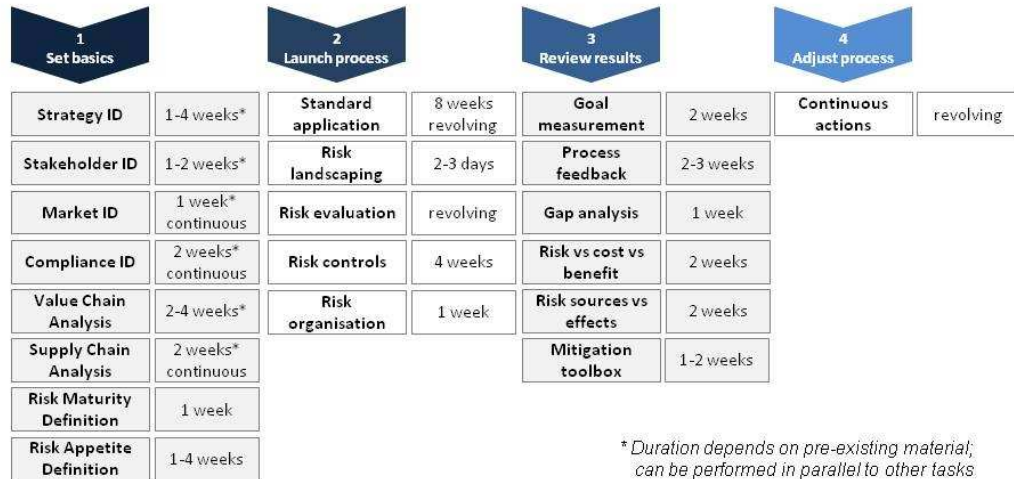 1
Set basics
2
Launch process
3
Review results
4
Adjust process
Strategy ID
1-4 weeks*
Stakeholder ID
1-2 weeks*
Market ID
1 week*
continuous
Compliance ID
2 weeks*
continuous
Value Chain
Analysis
2-4 weeks*
Supply Chain
Analysis
2 weeks*
continuous
Risk Maturity
Definition
1 week
Risk Appetite
Definition
1-4 weeks
Standard
application
8 weeks
revolving
Risk
landscaping
2-3 days
Risk evaluation
revolving
Risk controls
4 weeks
Risk
organisation
1 week
Goal
measurement
2 weeks
Process
feedback
2-3 weeks
Gap analysis
1 week
Risk vs cost vs
benefit
2 weeks
Risk sources vs
effects
2 weeks
Mitigation
toolbox
1-2 weeks
Continuous
actions
revolving
* Duration depends on pre-existing material;
can be performed in parallel to other tasks